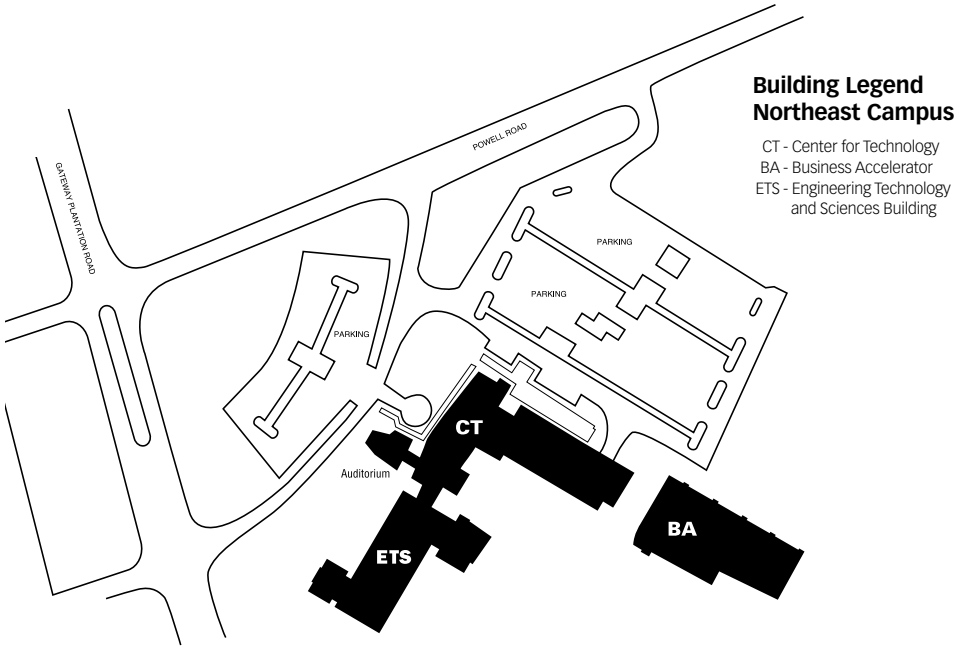 Building Legend
Northeast Campus
CT - Center for Technology
BA - Business Accelerator
ETS - Engineering Technology
and Sciences Building
POWELL ROAD
GATEWAY PLANTATION ROAD
PARKING
PARKING
PARKING
CT
Auditorium
BA
ETS